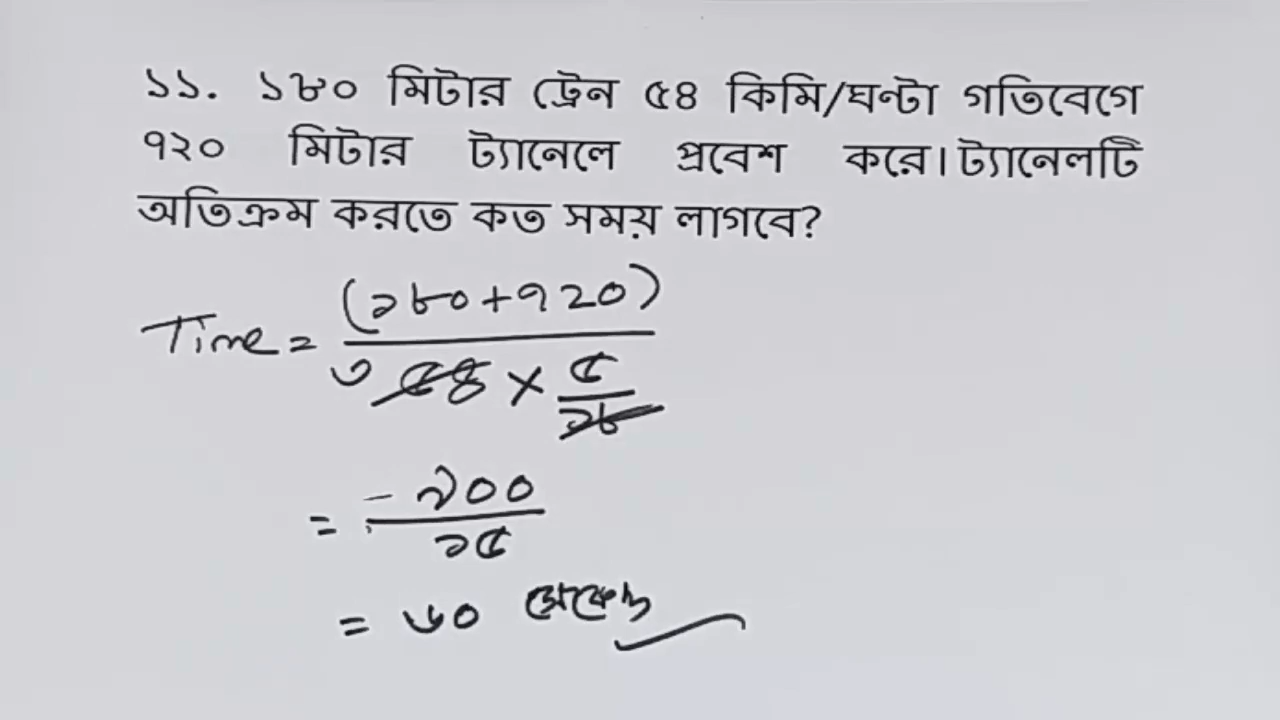 ১১. ১৮০ মিটার ট্রেন ৫৪ কিমি/ঘণ্টা গতিবেগে
৭২০ মিটার ট্যানেলে প্রবেশ করে। ট্যানেলটি
অতিক্রম করতে কত সময় লাগবে?
Time = (১৮০+৭২০)
৩ ৫৪ × ৫/১৮
= ৯০০/১৫
= ৬০ সেকেন্ড